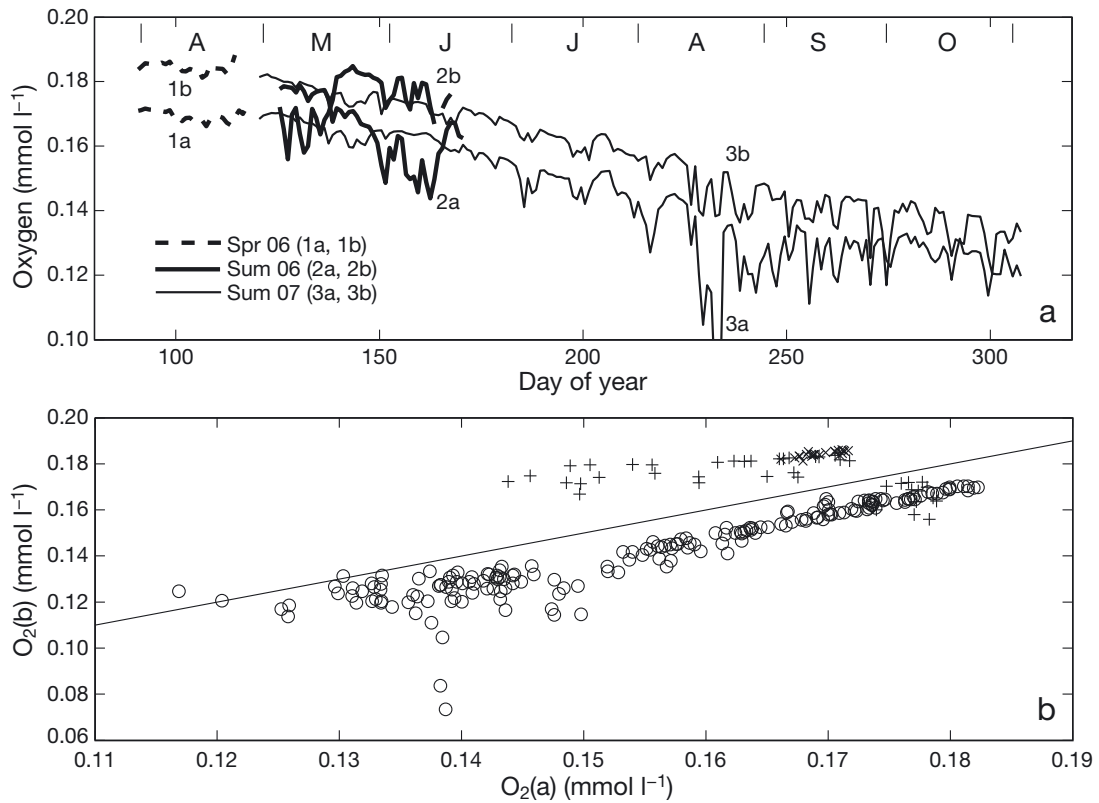 0.20
A M J J A S O
0.18
1b
2b
Oxygen (mmol l⁻¹)
0.16
1a
3b
2a
0.14
Spr 06 (1a, 1b)
Sum 06 (2a, 2b)
0.12
Sum 07 (3a, 3b)
3a
a
0.10
100 150 200 250 300
Day of year
0.20
0.18
0.16
O₂(b) (mmol l⁻¹)
0.14
0.12
0.10
0.08
b
0.06
0.11 0.12 0.13 0.14 0.15 0.16 0.17 0.18 0.19
O₂(a) (mmol l⁻¹)